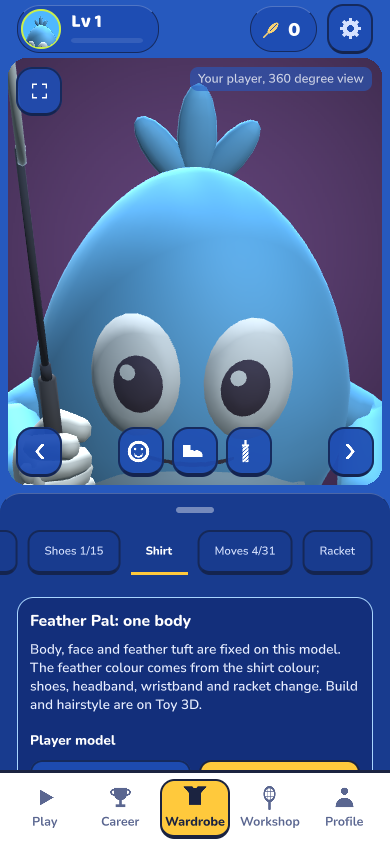 Lv 1
0
Your player, 360 degree view
Shoes 1/15
Shirt
Moves 4/31
Racket
Feather Pal: one body
Body, face and feather tuft are fixed on this model.
The feather colour comes from the shirt colour;
shoes, headband, wristband and racket change. Build
and hairstyle are on Toy 3D.
Player model
Play
Career
Wardrobe
Workshop
Profile